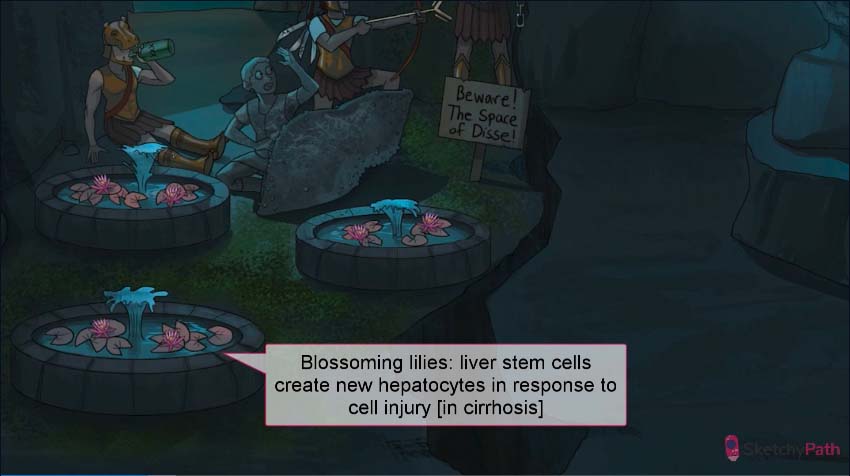 Beware!
The Space
of Disse!
Blossoming lilies: liver stem cells
create new hepatocytes in response to
cell injury [in cirrhosis]
SketchyPath